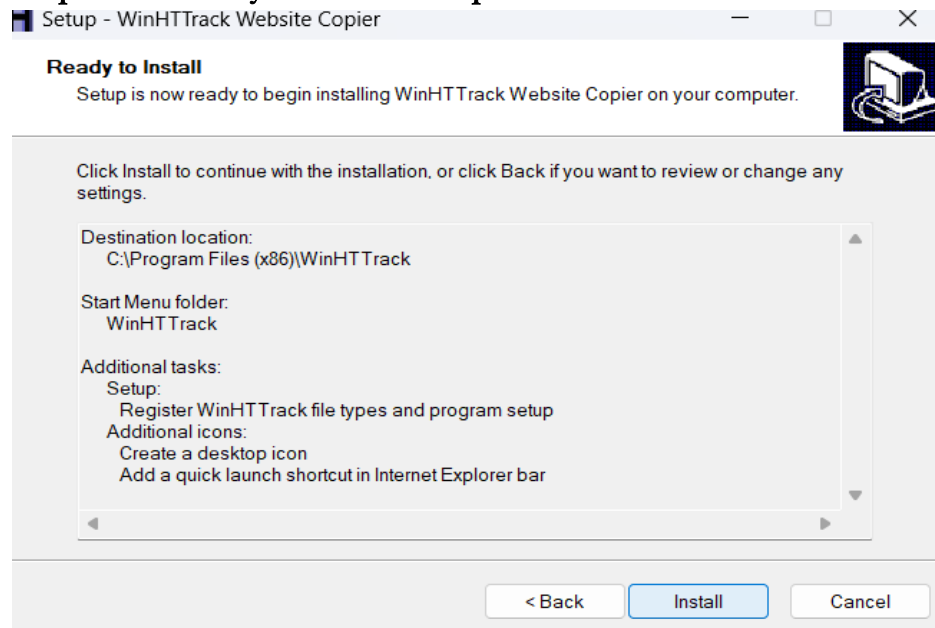 Setup - WinHTTrack Website Copier
Ready to Install
Setup is now ready to begin installing WinHTTrack Website Copier on your computer.
Click Install to continue with the installation, or click Back if you want to review or change any
settings.
Destination location:
C:\Program Files (x86)\WinHTTrack
Start Menu folder:
WinHTTrack
Additional tasks:
Setup:
Register WinHTTrack file types and program setup
Additional icons:
Create a desktop icon
Add a quick launch shortcut in Internet Explorer bar
< Back
Install
Cancel